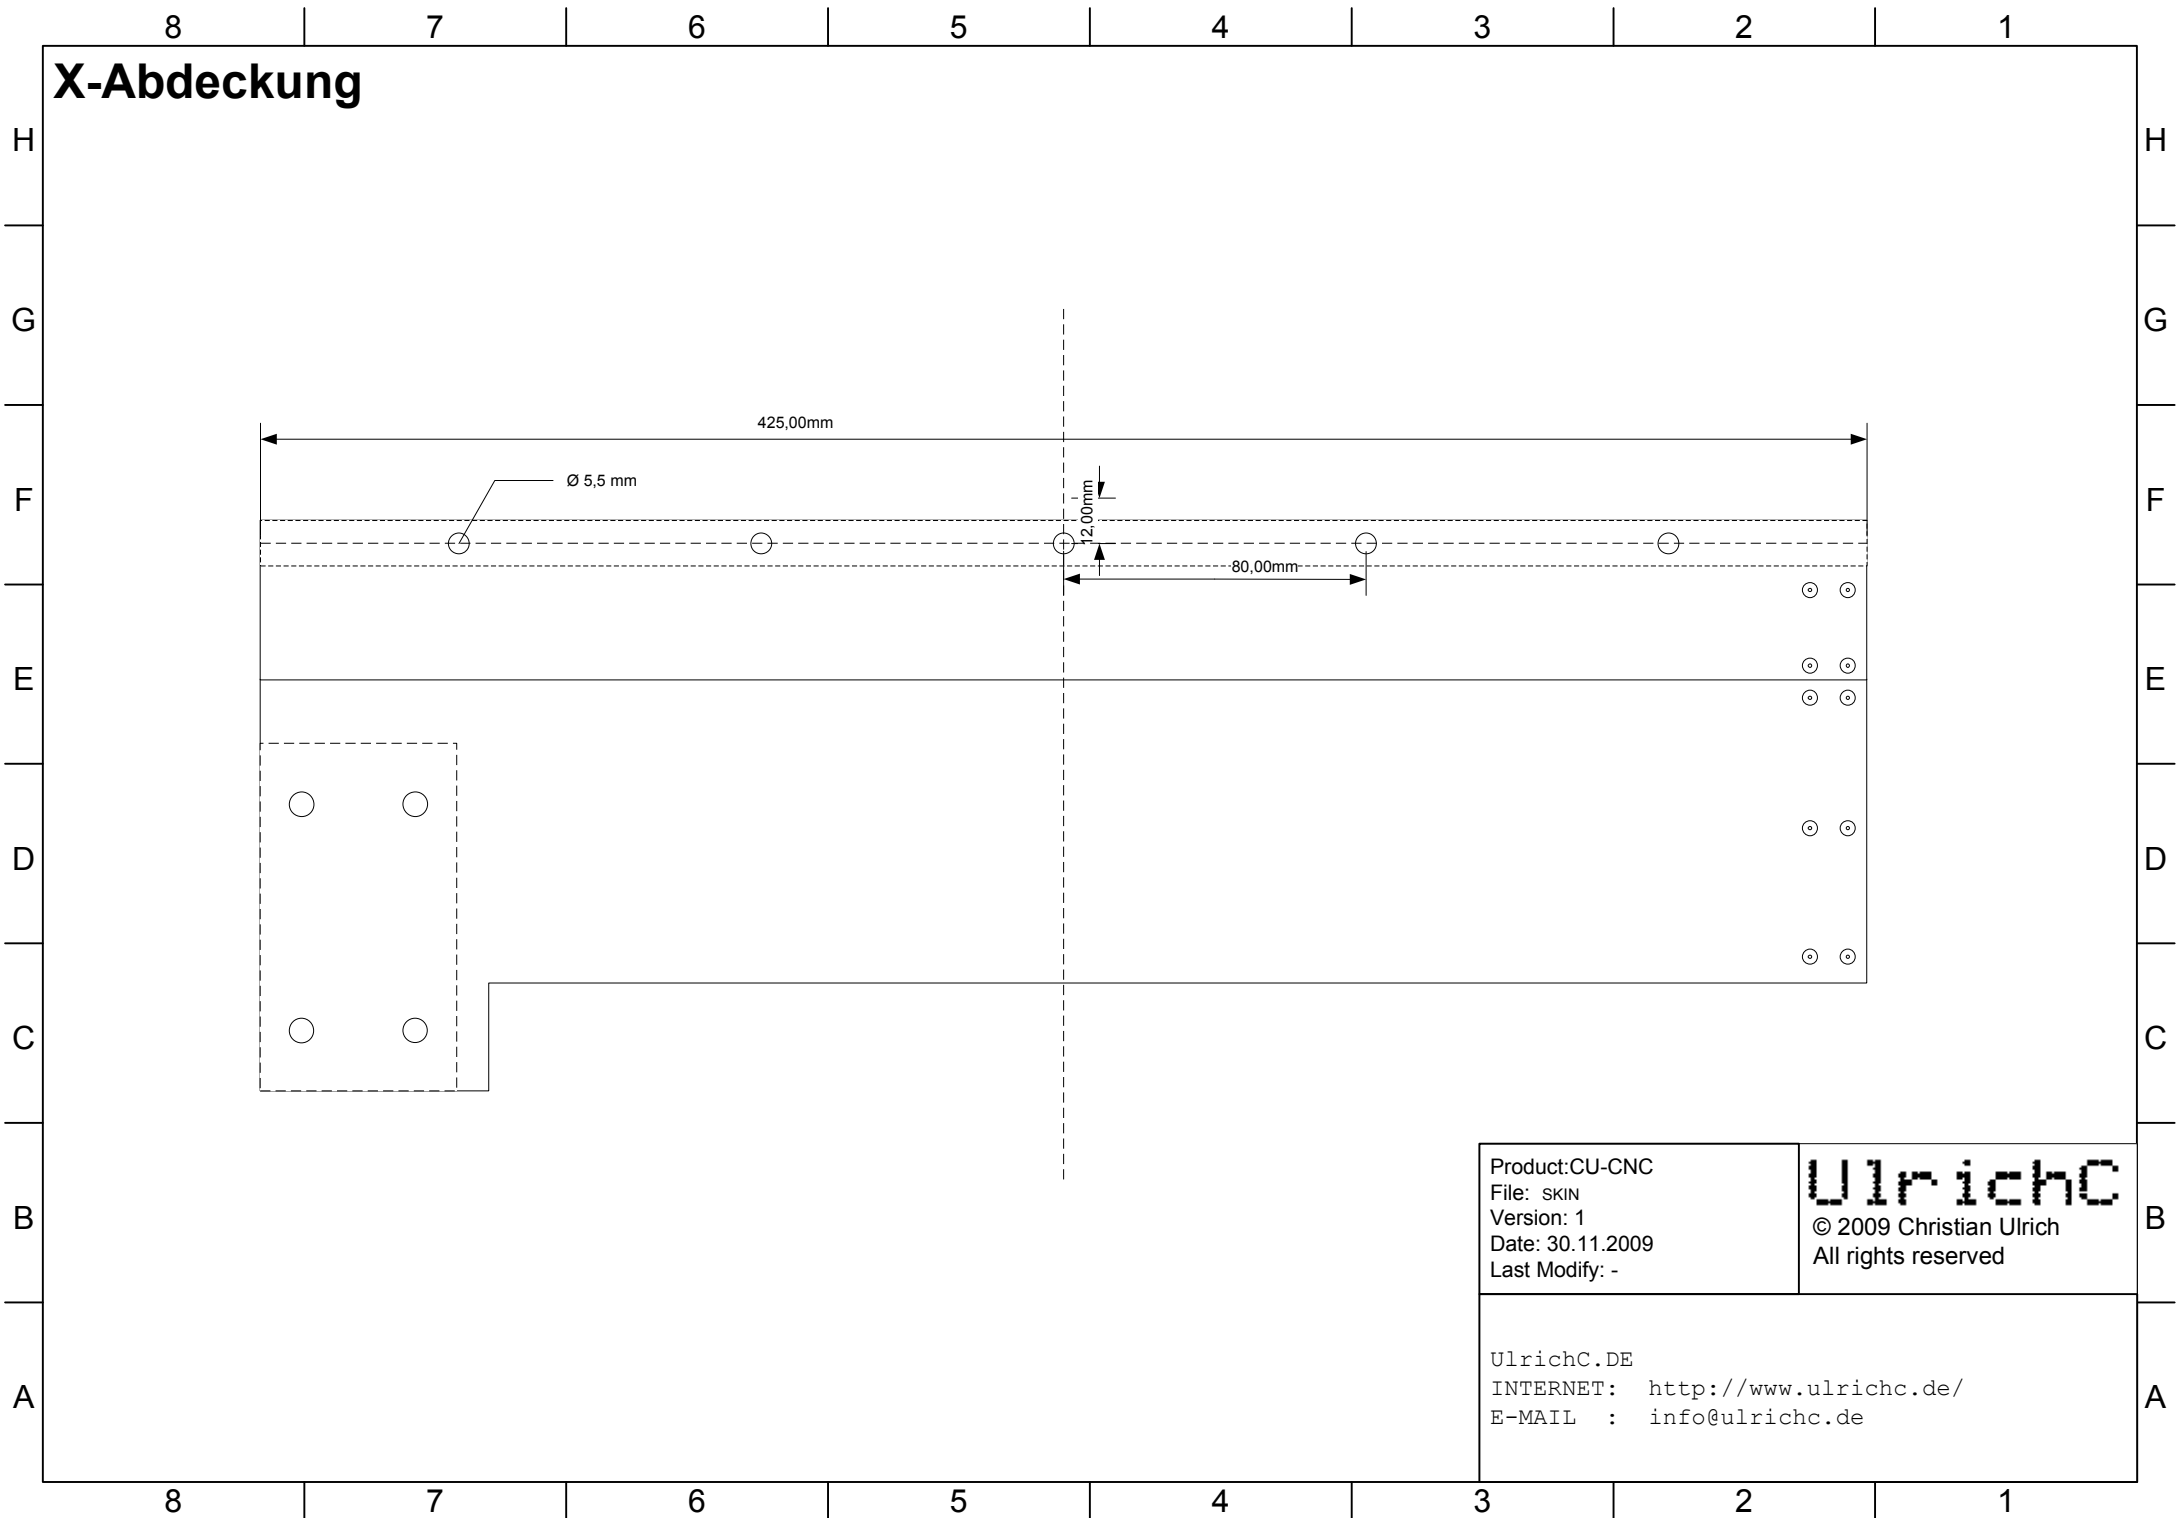 8 7 6 5 4 3 2 1
X-Abdeckung
H H
G G
425,00mm
Ø 5,5 mm
F F
12,00mm
80,00mm
E E
D D
C C
Product:CU-CNC
File: SKIN
Version: 1
Date: 30.11.2009
Last Modify: -
UlrichC
© 2009 Christian Ulrich
All rights reserved
B B
UlrichC.DE
INTERNET: http://www.ulrichc.de/
E-MAIL : info@ulrichc.de
A A
8 7 6 5 4 3 2 1